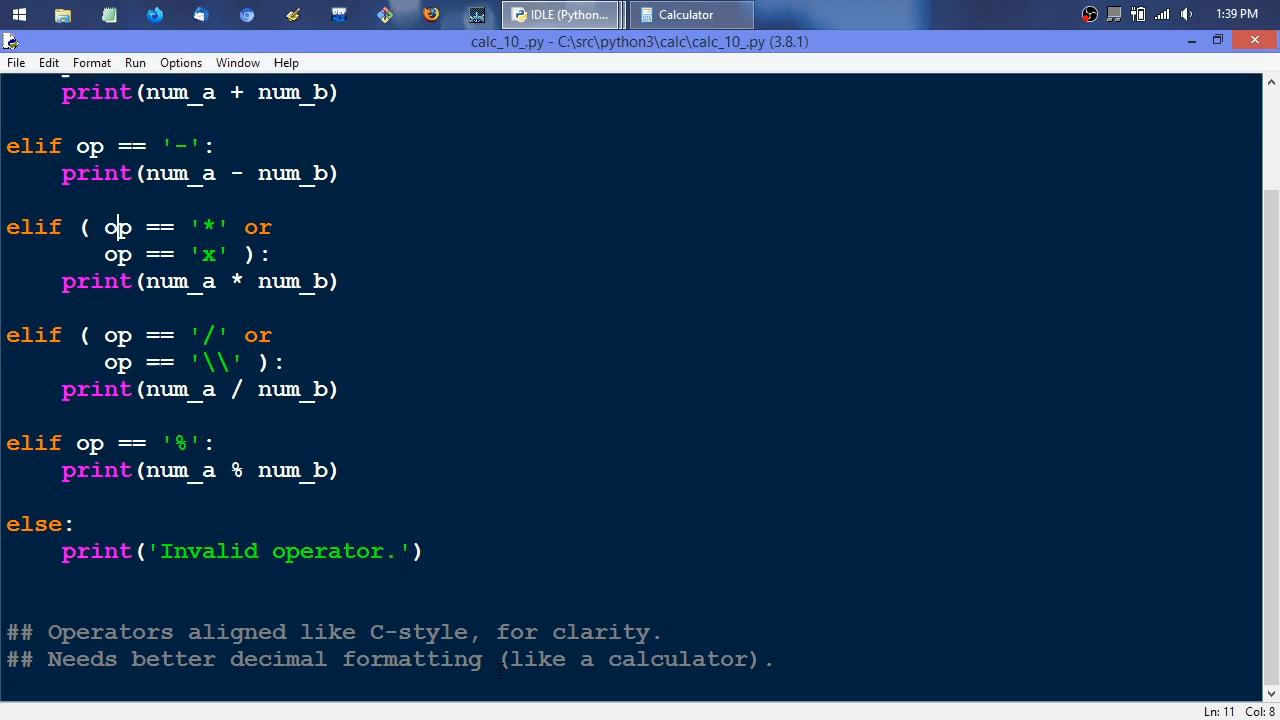 IDLE (Python...
Calculator
1:39 PM
calc_10_.py - C:\src\python3\calc\calc_10_.py (3.8.1)
File Edit Format Run Options Window Help
print(num_a + num_b)
elif op == '-':
print(num_a - num_b)
elif ( op == '*' or
op == 'x' ):
print(num_a * num_b)
elif ( op == '/' or
op == '\\' ):
print(num_a / num_b)
elif op == '%':
print(num_a % num_b)
else:
print('Invalid operator.')
## Operators aligned like C-style, for clarity.
## Needs better decimal formatting (like a calculator).
Ln: 11 Col: 8